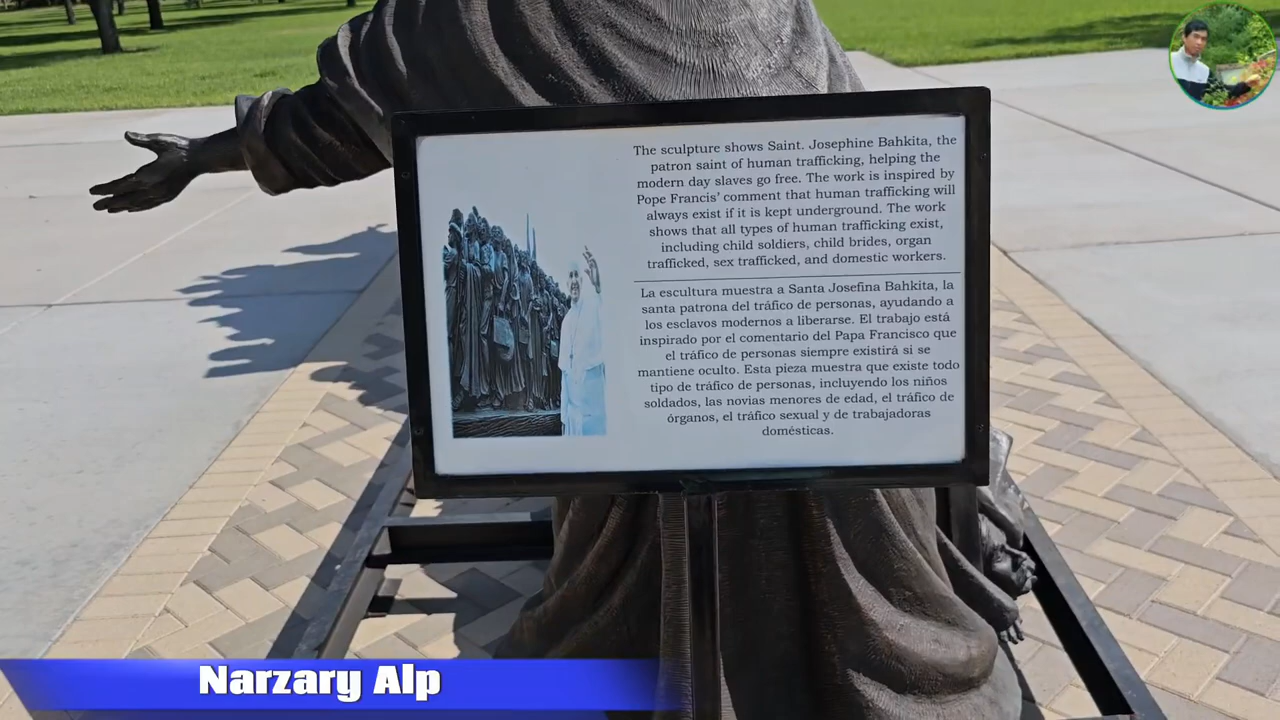 The sculpture shows Saint. Josephine Bahkita, the
patron saint of human trafficking, helping the
modern day slaves go free. The work is inspired by
Pope Francis' comment that human trafficking will
always exist if it is kept underground. The work
shows that all types of human trafficking exist,
including child soldiers, child brides, organ
trafficked, sex trafficked, and domestic workers.
La escultura muestra a Santa Josefina Bahkita, la
santa patrona del tráfico de personas, ayudando a
los esclavos modernos a liberarse. El trabajo está
inspirado por el comentario del Papa Francisco que
el tráfico de personas siempre existirá si se
mantiene oculto. Esta pieza muestra que existe todo
tipo de tráfico de personas, incluyendo los niños
soldados, las novias menores de edad, el tráfico de
órganos, el tráfico sexual y de trabajadoras
domésticas.
Narzary Alp